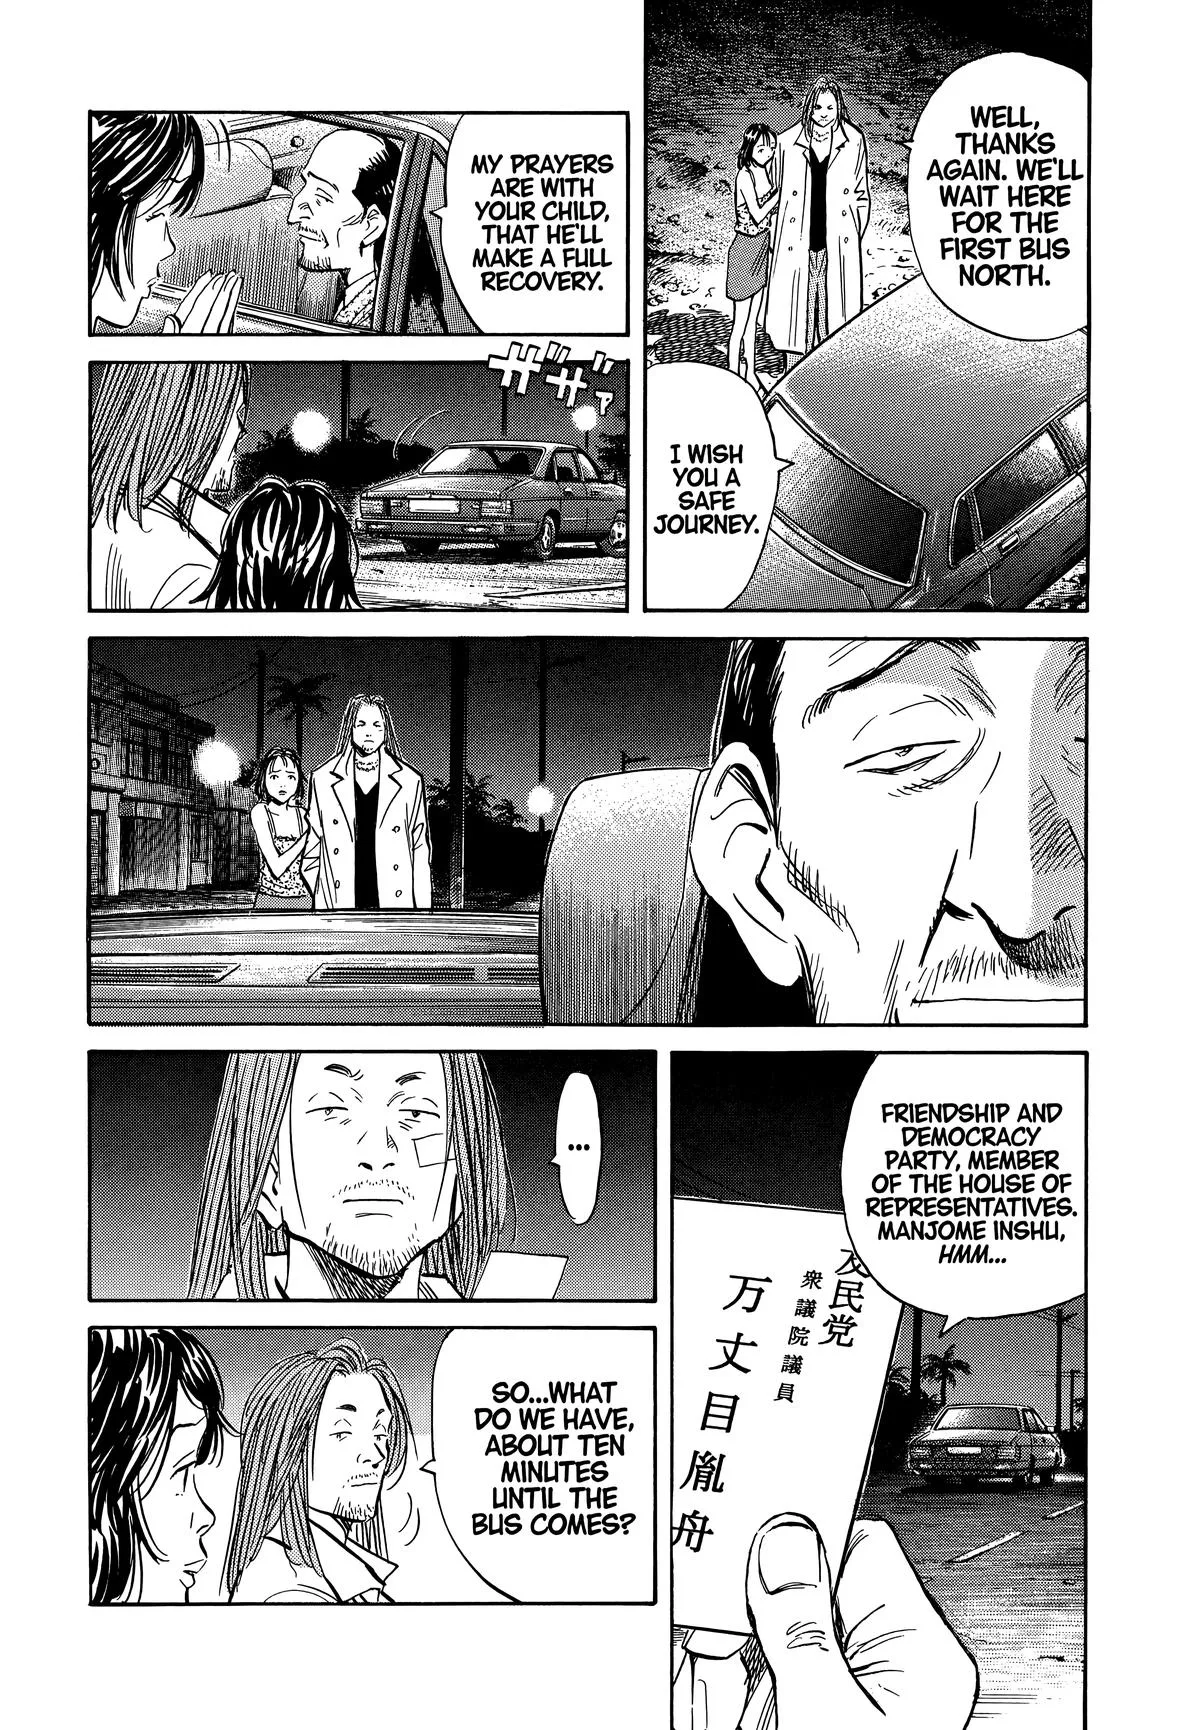 WELL,
THANKS
AGAIN. WE'LL
WAIT HERE
FOR THE
FIRST BUS
NORTH.
I WISH
YOU A
SAFE
JOURNEY.
MY PRAYERS
ARE WITH
YOUR CHILD,
THAT HE'LL
MAKE A FULL
RECOVERY.
ザザァ
FRIENDSHIP AND
DEMOCRACY
PARTY, MEMBER
OF THE HOUSE OF
REPRESENTATIVES.
MANJOME INSHU,
HMM...
友民党
衆議院議員
万丈目胤舟
...
SO...WHAT
DO WE HAVE,
ABOUT TEN
MINUTES
UNTIL THE
BUS COMES?